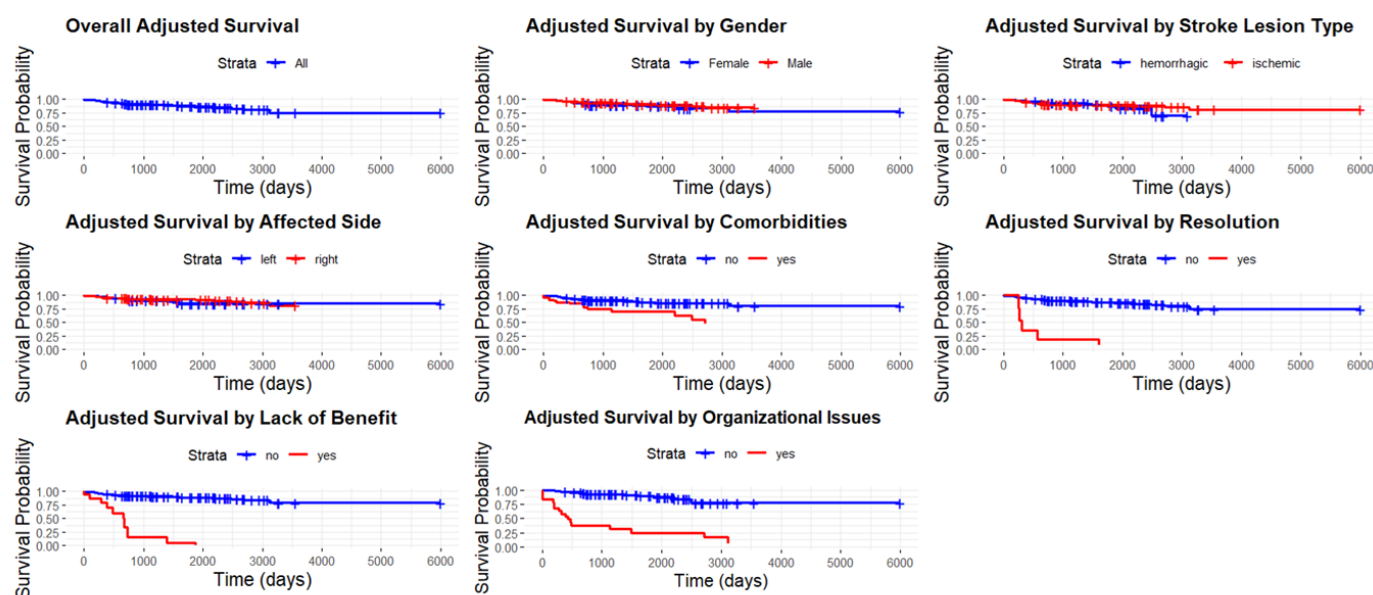 Overall Adjusted Survival
Strata All
Survival Probability
1.00
0.75
0.50
0.25
0.00
0 1000 2000 3000 4000 5000 6000
Time (days)
Adjusted Survival by Gender
Strata Female Male
Survival Probability
1.00
0.75
0.50
0.25
0.00
0 1000 2000 3000 4000 5000 6000
Time (days)
Adjusted Survival by Stroke Lesion Type
Strata hemorrhagic ischemic
Survival Probability
1.00
0.75
0.50
0.25
0.00
0 1000 2000 3000 4000 5000 6000
Time (days)
Adjusted Survival by Affected Side
Strata left right
Survival Probability
1.00
0.75
0.50
0.25
0.00
0 1000 2000 3000 4000 5000 6000
Time (days)
Adjusted Survival by Comorbidities
Strata no yes
Survival Probability
1.00
0.75
0.50
0.25
0.00
0 1000 2000 3000 4000 5000 6000
Time (days)
Adjusted Survival by Resolution
Strata no yes
Survival Probability
1.00
0.75
0.50
0.25
0.00
0 1000 2000 3000 4000 5000 6000
Time (days)
Adjusted Survival by Lack of Benefit
Strata no yes
Survival Probability
1.00
0.75
0.50
0.25
0.00
0 1000 2000 3000 4000 5000 6000
Time (days)
Adjusted Survival by Organizational Issues
Strata no yes
Survival Probability
1.00
0.75
0.50
0.25
0.00
0 1000 2000 3000 4000 5000 6000
Time (days)